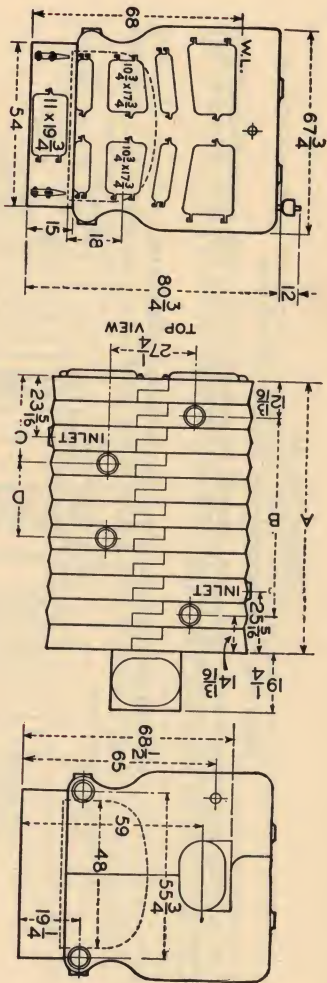 68
54
67 3/4
W.L.
10 3/4 x 17 3/4
10 3/4 x 17 3/4
11 x 19 3/4
15
18
80 3/4
12
TOP VIEW
27 1/4
23 5/16
12 13/16
INLET
C
D
B
A
INLET
25 5/16
14 13/16
19 1/4
68 1/2
65
59
48
55 3/4
19 1/4